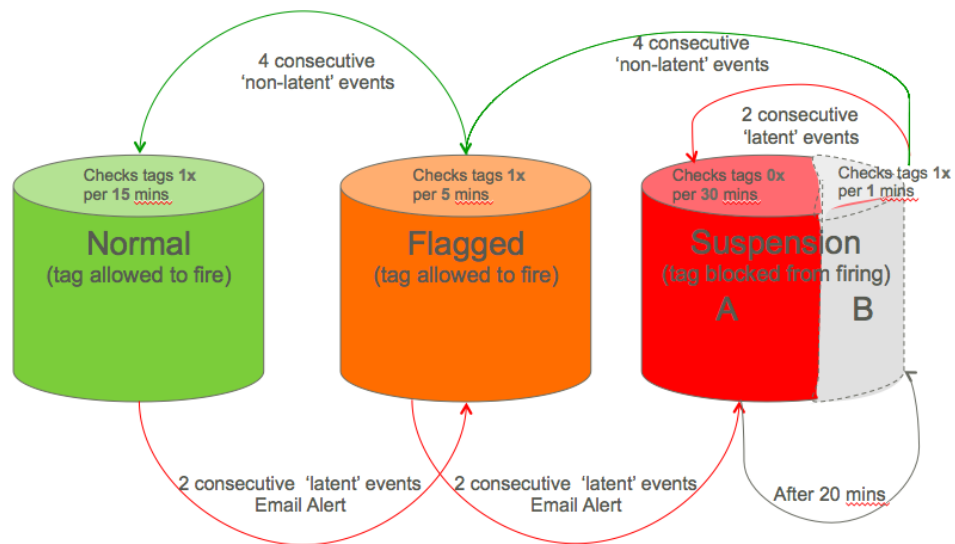 4 consecutive
‘non-latent’ events
4 consecutive
‘non-latent’ events
2 consecutive
‘latent’ events
Checks tags 1x
per 15 mins
Normal
(tag allowed to fire)
Checks tags 1x
per 5 mins
Flagged
(tag allowed to fire)
Checks tags 0x
per 30 mins
Checks tags 1x
per 1 mins
Suspension
(tag blocked from firing)
A
B
2 consecutive ‘latent’ events
Email Alert
2 consecutive ‘latent’ events
Email Alert
After 20 mins